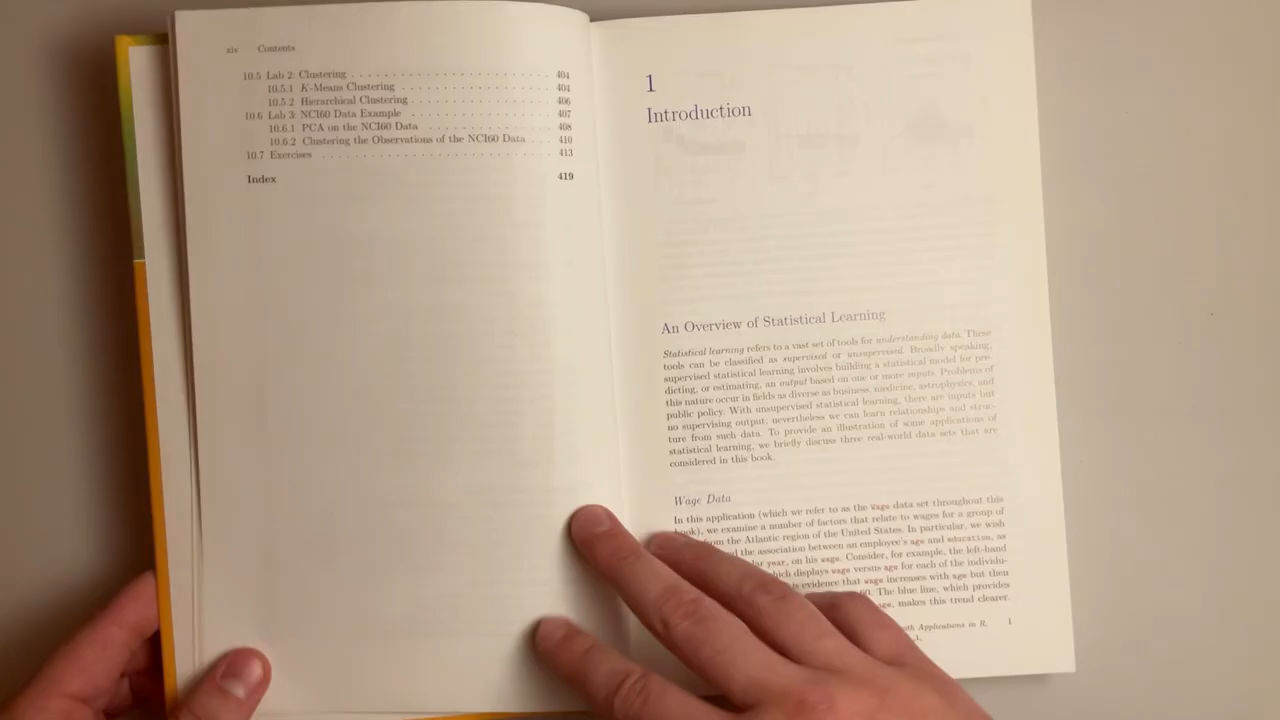 xiv Contents
10.5 Lab 2: Clustering . . . . . . . . . . . . . . . . . . . . . . . . 404
10.5.1 K-Means Clustering . . . . . . . . . . . . . . . . . . 404
10.5.2 Hierarchical Clustering . . . . . . . . . . . . . . . . . 406
10.6 Lab 3: NCI60 Data Example . . . . . . . . . . . . . . . . . . 407
10.6.1 PCA on the NCI60 Data . . . . . . . . . . . . . . . 408
10.6.2 Clustering the Observations of the NCI60 Data . . . 410
10.7 Exercises . . . . . . . . . . . . . . . . . . . . . . . . . . . . 413
Index 419
1
Introduction
An Overview of Statistical Learning
Statistical learning refers to a vast set of tools for understanding data. These
tools can be classified as supervised or unsupervised. Broadly speaking,
supervised statistical learning involves building a statistical model for pre-
dicting, or estimating, an output based on one or more inputs. Problems of
this nature occur in fields as diverse as business, medicine, astrophysics, and
public policy. With unsupervised statistical learning, there are inputs but
no supervising output; nevertheless we can learn relationships and struc-
ture from such data. To provide an illustration of some applications of
statistical learning, we briefly discuss three real-world data sets that are
considered in this book.
Wage Data
In this application (which we refer to as the Wage data set throughout this
book), we examine a number of factors that relate to wages for a group of
from the Atlantic region of the United States. In particular, we wish
the association between an employee's age and education, as
year, on his wage. Consider, for example, the left-hand
which displays wage versus age for each of the individu-
is evidence that wage increases with age but then
60. The blue line, which provides
age, makes this trend clearer.
with Applications in R, 1